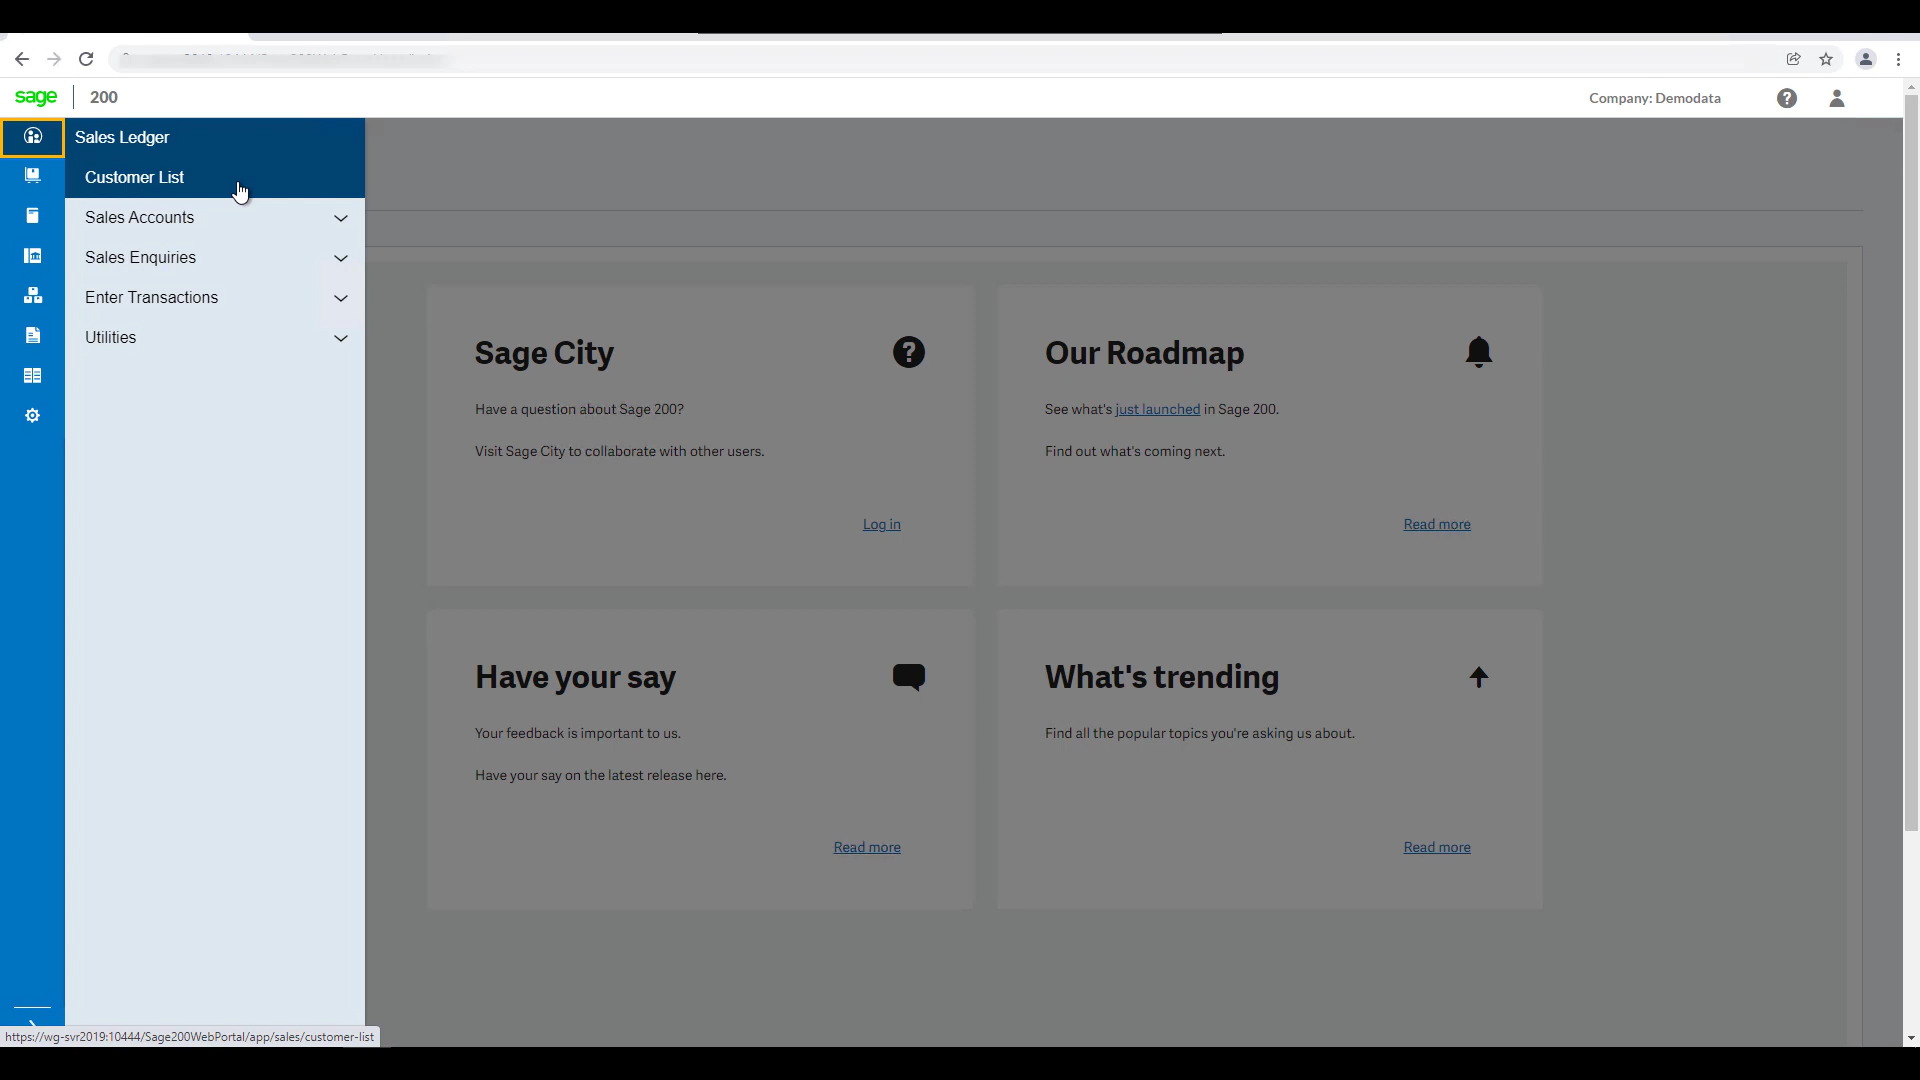 sage 200
Company: Demodata
Sales Ledger
Customer List
Sales Accounts
Sales Enquiries
Enter Transactions
Utilities
Sage City
Have a question about Sage 200?
Visit Sage City to collaborate with other users.
Log in
Our Roadmap
See what's just launched in Sage 200.
Find out what's coming next.
Read more
Have your say
Your feedback is important to us.
Have your say on the latest release here.
Read more
What's trending
Find all the popular topics you're asking us about.
Read more
https://wg-svr2019:10444/Sage200WebPortal/app/sales/customer-list